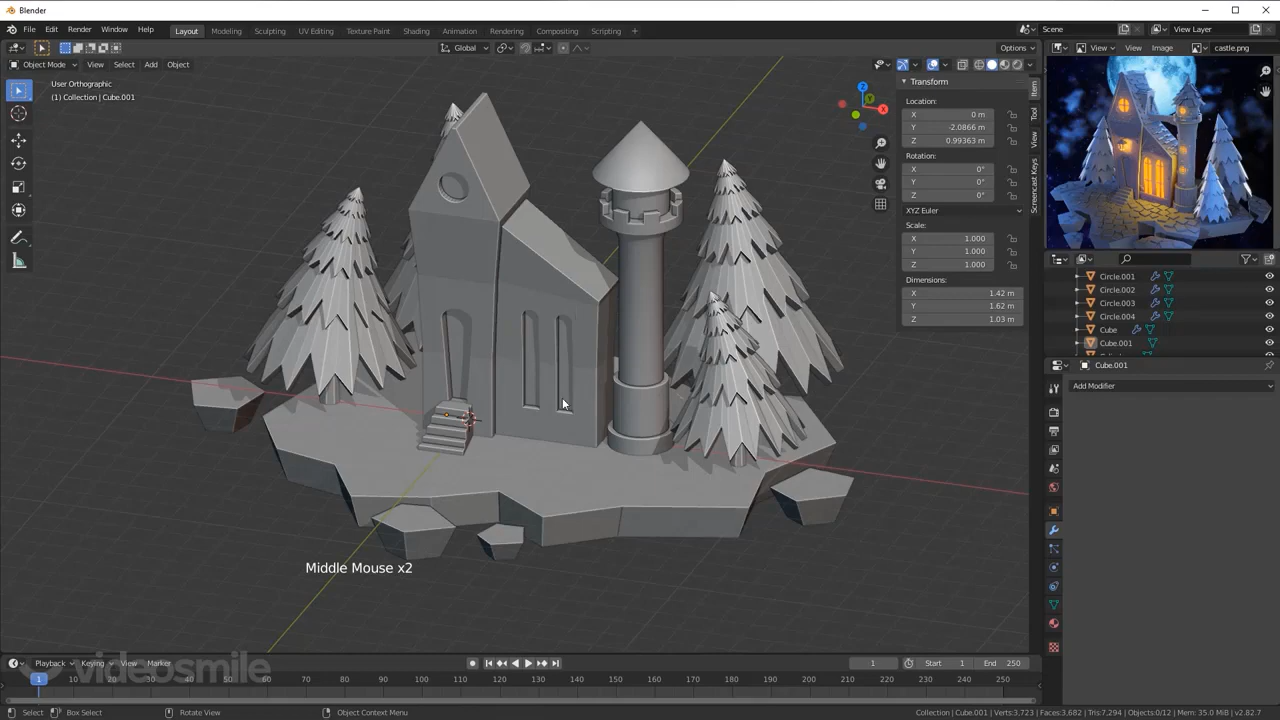 Blender
File Edit Render Window Help Layout Modeling Sculpting UV Editing Texture Paint Shading Animation Rendering Compositing Scripting Scene View Layer
Global Options View Image castle.png
Object Mode View Select Add Object
User Orthographic
(1) Collection | Cube.001
Transform
Location:
X 0 m
Y -2.0866 m
Z 0.99363 m
Rotation:
X 0°
Y 0°
Z 0°
XYZ Euler
Scale:
X 1.000
Y 1.000
Z 1.000
Dimensions:
X 1.42 m
Y 1.62 m
Z 1.03 m
Item
Tool
View
Screencast Keys
X
Y
Z
Circle.001
Circle.002
Circle.003
Circle.004
Cube
Cube.001
Cube.001
Add Modifier
Middle Mouse x2
videosmile
Playback Keying View Marker 1 Start 1 End 250
1 10 20 30 40 50 60 70 80 90 100 110 120 130 140 150 160 170 180 190 200 210 220 230 240 250
Select Box Select Rotate View Object Context Menu Collection | Cube.001 | Verts:3,723 | Faces:3,682 | Tris:7,294 | Objects:0/12 | Mem: 35.0 MiB | v2.82.7